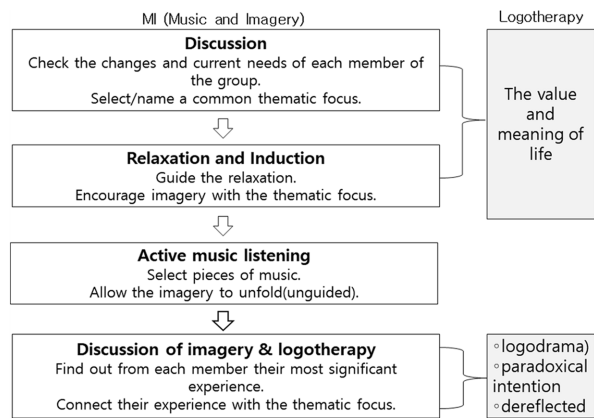 MI (Music and Imagery)
Logotherapy
Discussion
Check the changes and current needs of each member of
the group.
Select/name a common thematic focus.
The value
and
meaning of
life
Relaxation and Induction
Guide the relaxation.
Encourage imagery with the thematic focus.
Active music listening
Select pieces of music.
Allow the imagery to unfold(unguided).
Discussion of imagery & logotherapy
Find out from each member their most significant
experience.
Connect their experience with the thematic focus.
◦logodrama)
◦paradoxical
intention
◦dereflected